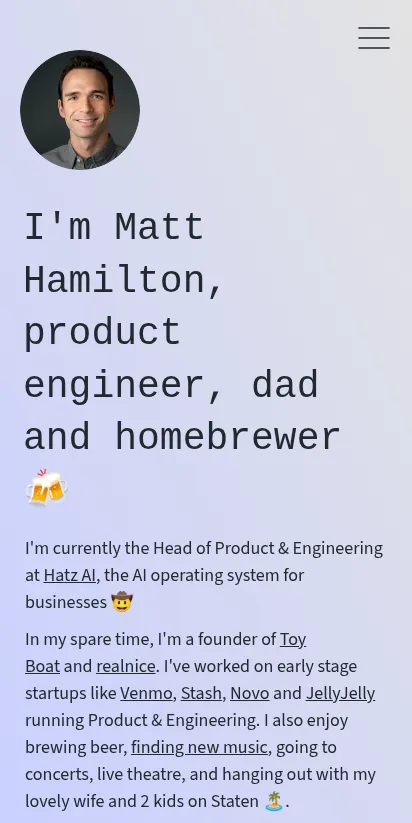 I'm Matt
Hamilton,
product
engineer, dad
and homebrewer
🍻
I'm currently the Head of Product & Engineering
at Hatz AI, the AI operating system for
businesses 🤠
In my spare time, I'm a founder of Toy
Boat and realnice. I've worked on early stage
startups like Venmo, Stash, Novo and JellyJelly
running Product & Engineering. I also enjoy
brewing beer, finding new music, going to
concerts, live theatre, and hanging out with my
lovely wife and 2 kids on Staten 🏝️.